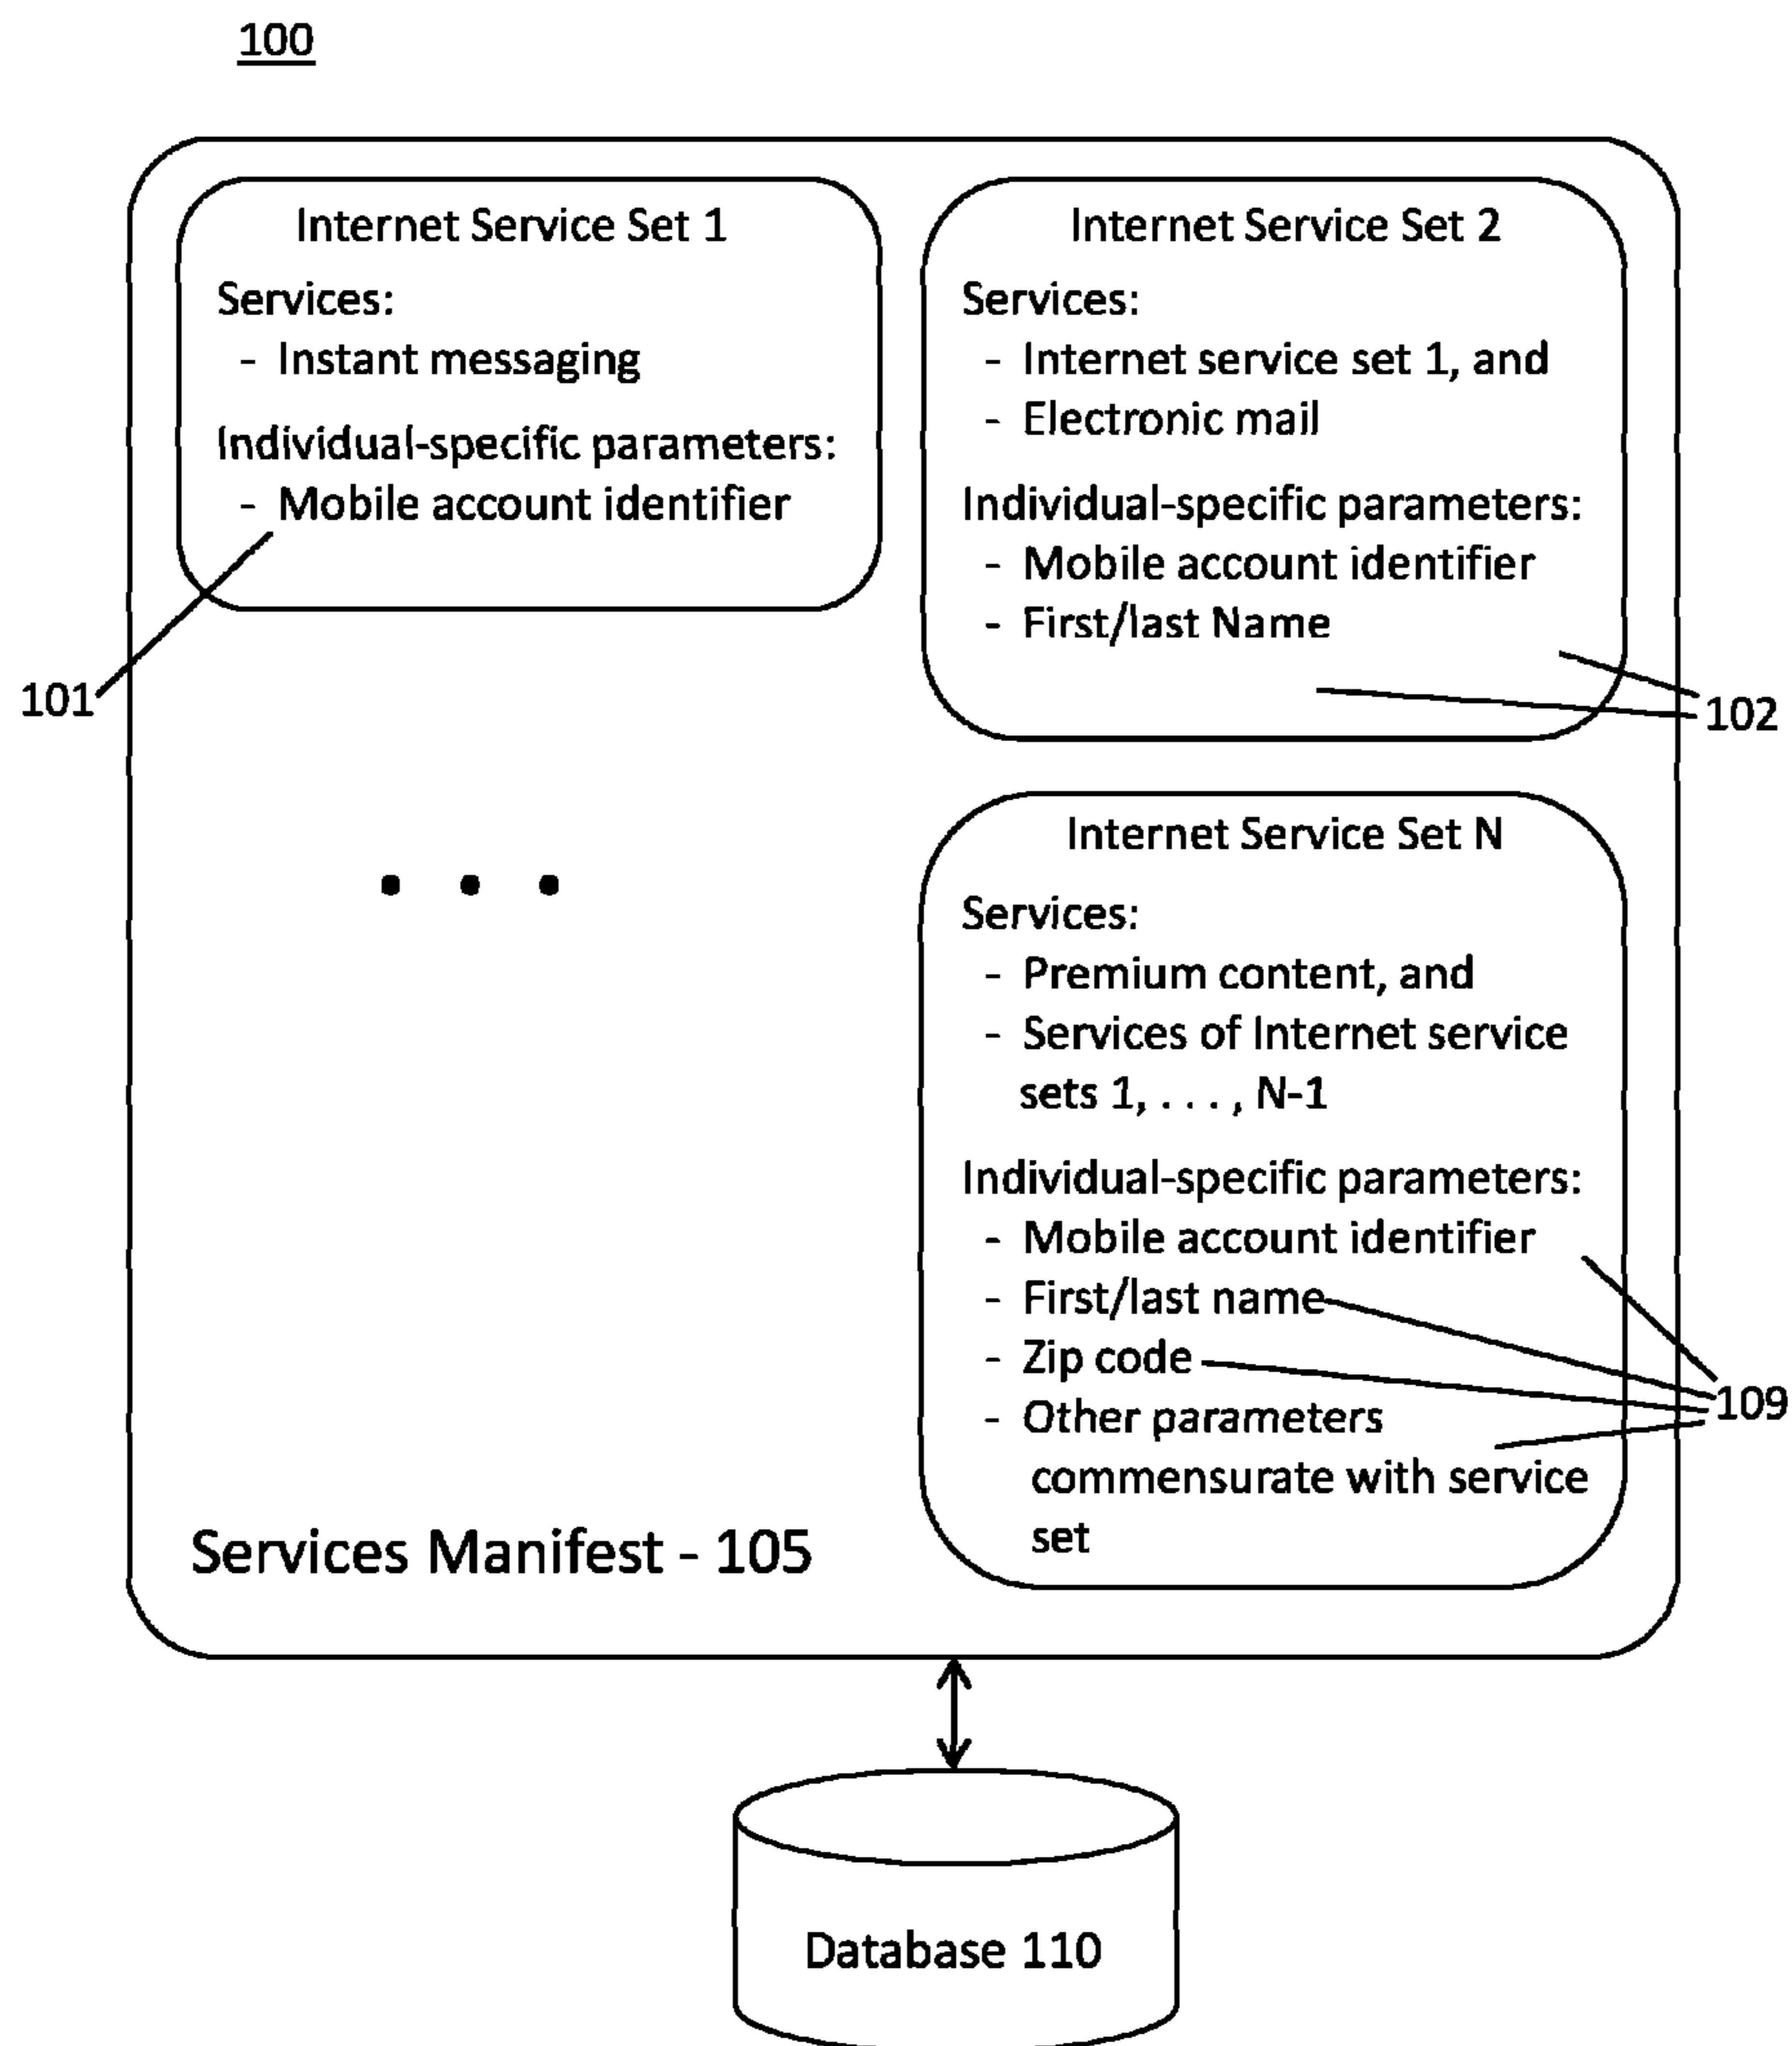 100
Internet Service Set 1
Services:
- Instant messaging
Individual-specific parameters:
- Mobile account identifier
101
Internet Service Set 2
Services:
- Internet service set 1, and
- Electronic mail
Individual-specific parameters:
- Mobile account identifier
- First/last Name
102
. . .
Internet Service Set N
Services:
- Premium content, and
- Services of Internet service
sets 1, . . . , N-1
Individual-specific parameters:
- Mobile account identifier
- First/last name
- Zip code
- Other parameters
commensurate with service
set
109
Services Manifest - 105
Database 110